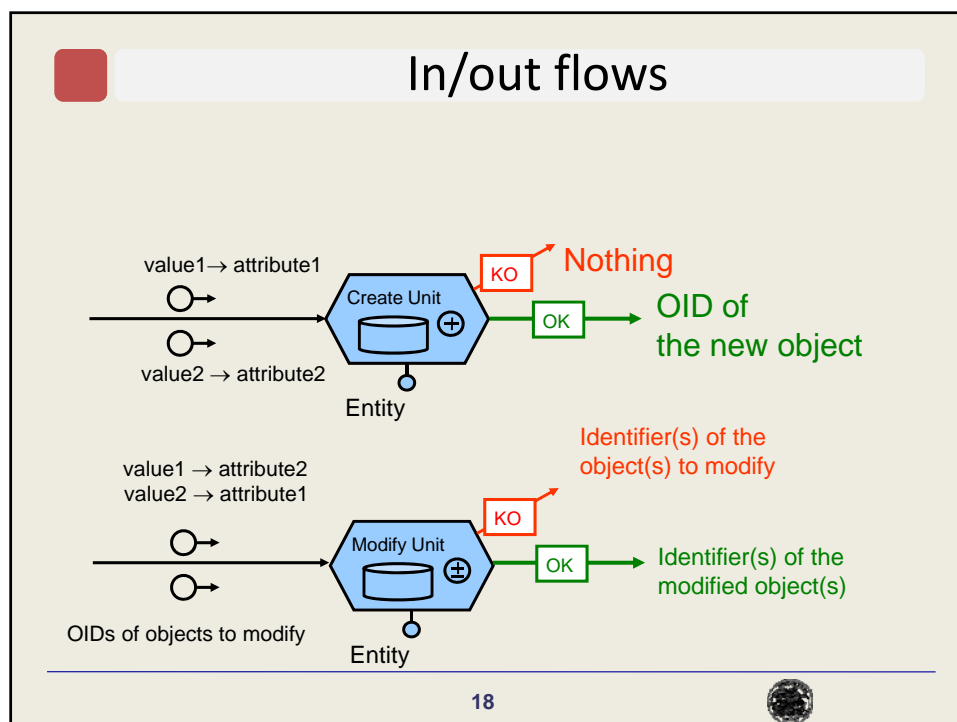 In/out flows
value1→ attribute1
value2 → attribute2
Create Unit
+
Entity
KO
Nothing
OK
OID of
the new object
value1 → attribute2
value2 → attribute1
OIDs of objects to modify
Modify Unit
±
Entity
KO
Identifier(s) of the
object(s) to modify
OK
Identifier(s) of the
modified object(s)
18